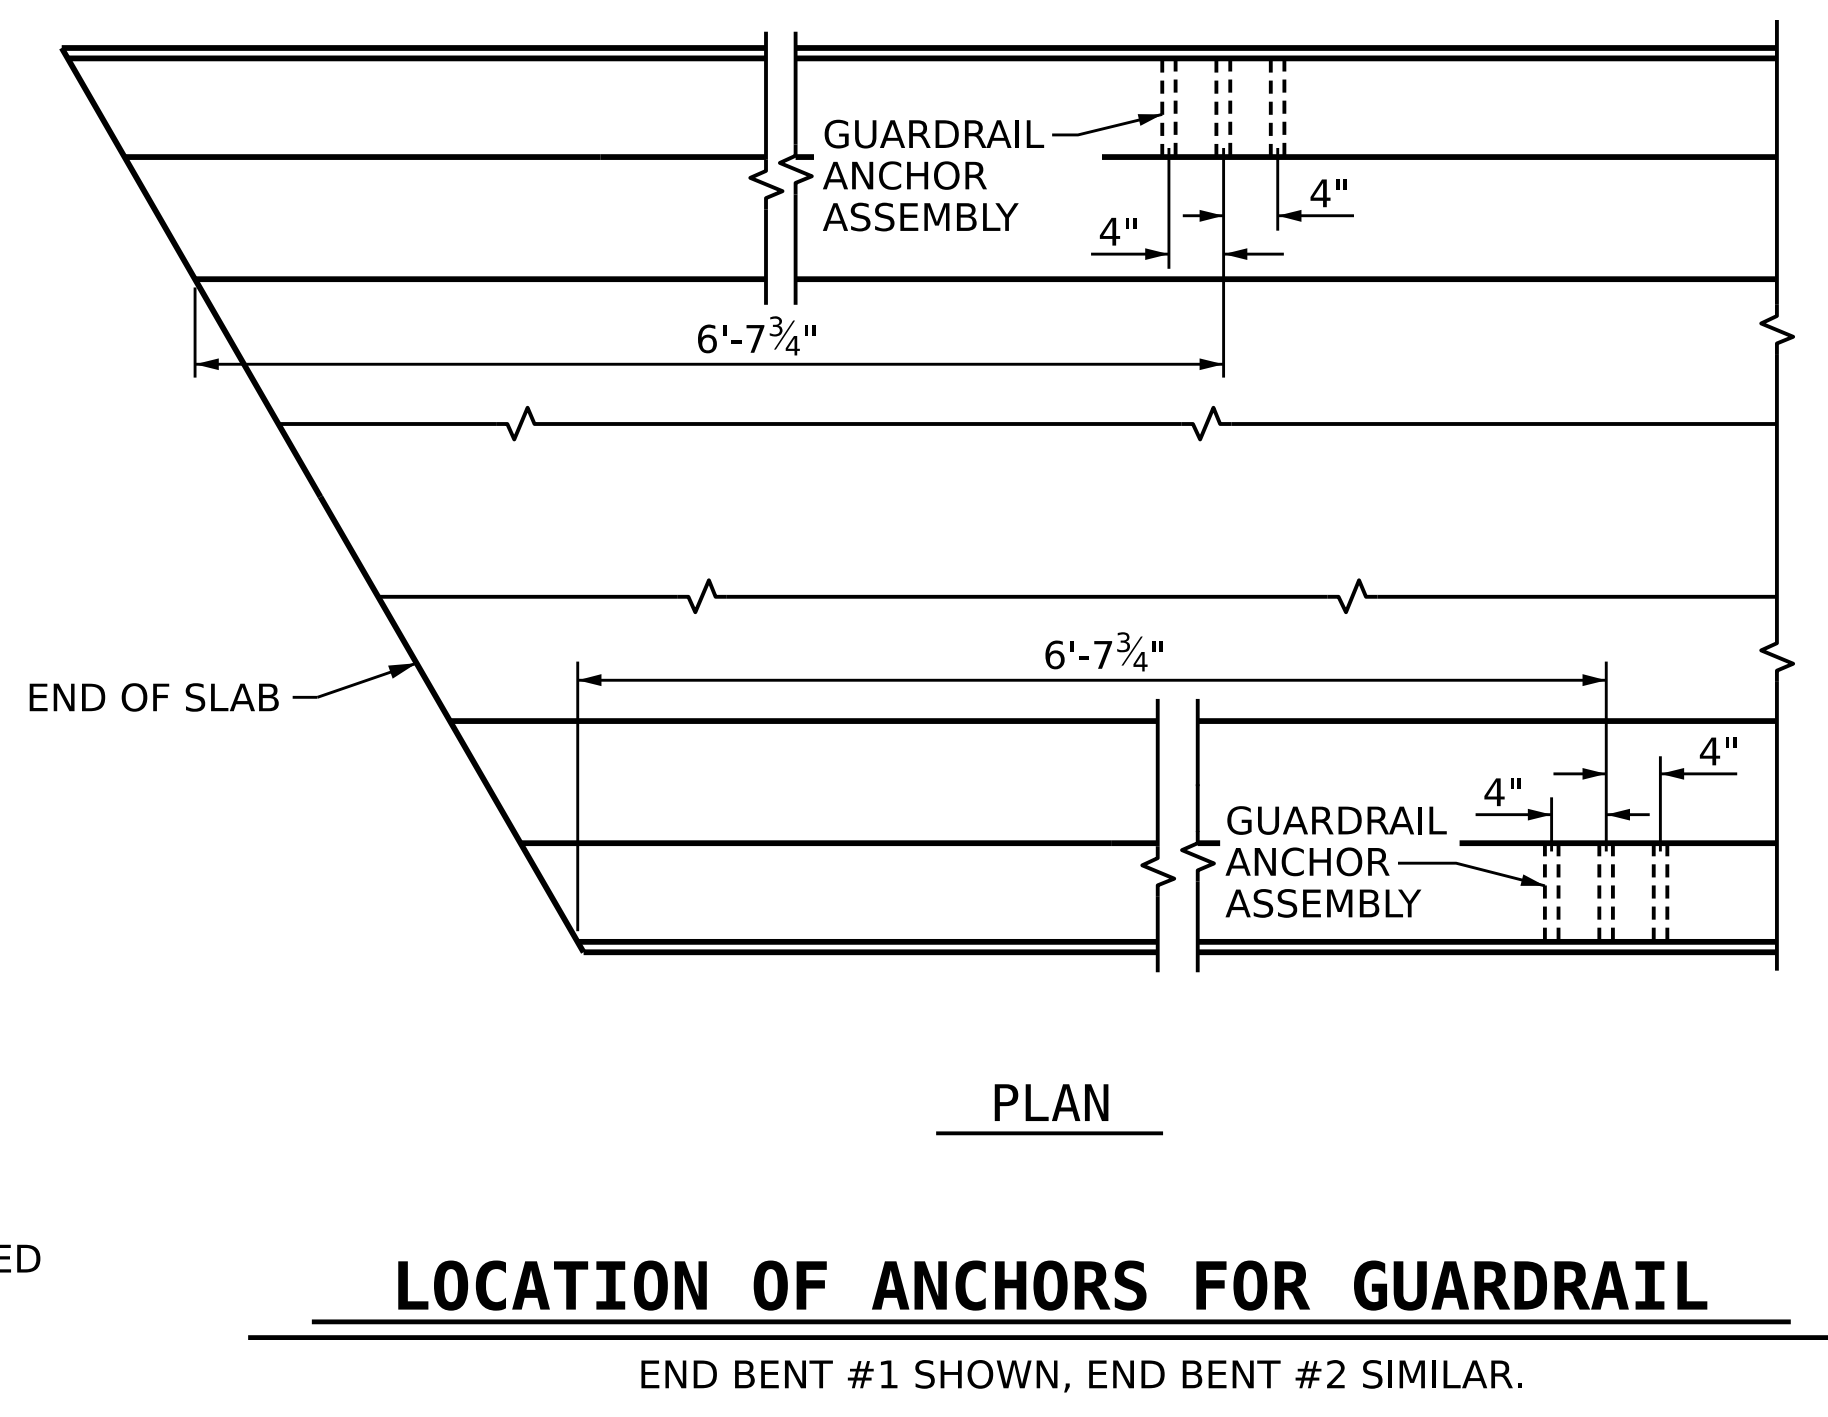 GUARDRAIL
ANCHOR
ASSEMBLY
4"
4"
6'-7¾"
6'-7¾"
END OF SLAB
4"
4"
GUARDRAIL
ANCHOR
ASSEMBLY
PLAN
ED
LOCATION OF ANCHORS FOR GUARDRAIL
END BENT #1 SHOWN, END BENT #2 SIMILAR.